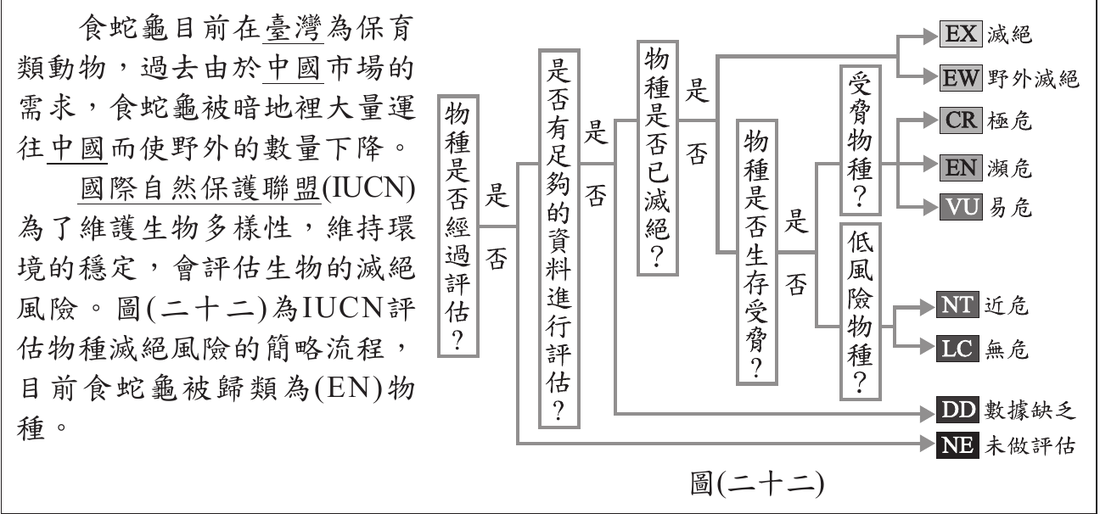 食蛇龜目前在臺灣為保育
類動物,過去由於中國市場的
需求,食蛇龜被暗地裡大量運
往中國而使野外的數量下降。
國際自然保護聯盟(IUCN)
為了維護生物多樣性,維持環
境的穩定,會評估生物的滅絕
風險。圖(二十二)為IUCN評
估物種滅絕風險的簡略流程,
目前食蛇龜被歸類為(EN)物
種。
物種是否經過評估?
是
否
是否有足夠的資料進行評估?
是
否
物種是否已滅絕?
是
否
物種是否生存受脅?
是
否
受脅物種?
低風險物種?
EX 滅絕
EW 野外滅絕
CR 極危
EN 瀕危
VU 易危
NT 近危
LC 無危
DD 數據缺乏
NE 未做評估
圖(二十二)